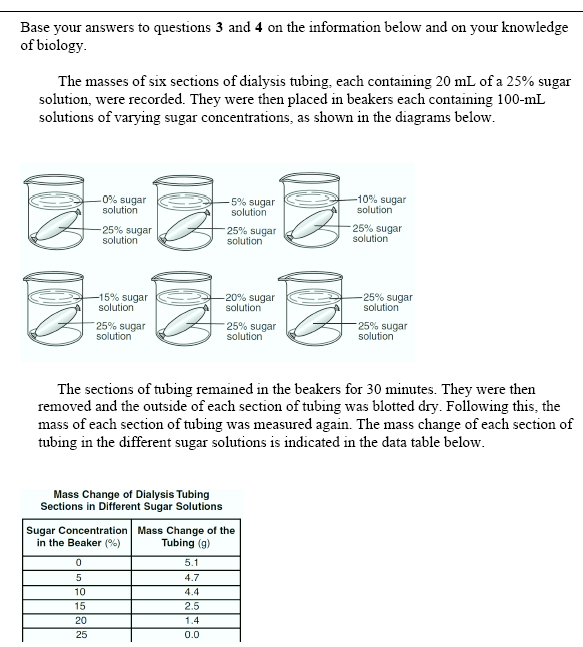 Base your answers to questions 3 and 4 on the information below and on your knowledge
of biology.
The masses of six sections of dialysis tubing, each containing 20 mL of a 25% sugar
solution, were recorded. They were then placed in beakers each containing 100-mL
solutions of varying sugar concentrations, as shown in the diagrams below.
0% sugar
solution
25% sugar
solution
5% sugar
solution
25% sugar
solution
10% sugar
solution
25% sugar
solution
15% sugar
solution
25% sugar
solution
20% sugar
solution
25% sugar
solution
25% sugar
solution
25% sugar
solution
The sections of tubing remained in the beakers for 30 minutes. They were then
removed and the outside of each section of tubing was blotted dry. Following this, the
mass of each section of tubing was measured again. The mass change of each section of
tubing in the different sugar solutions is indicated in the data table below.
Mass Change of Dialysis Tubing
Sections in Different Sugar Solutions
Sugar Concentration
in the Beaker (%)
Mass Change of the
Tubing (g)
0 5.1
5 4.7
10 4.4
15 2.5
20 1.4
25 0.0